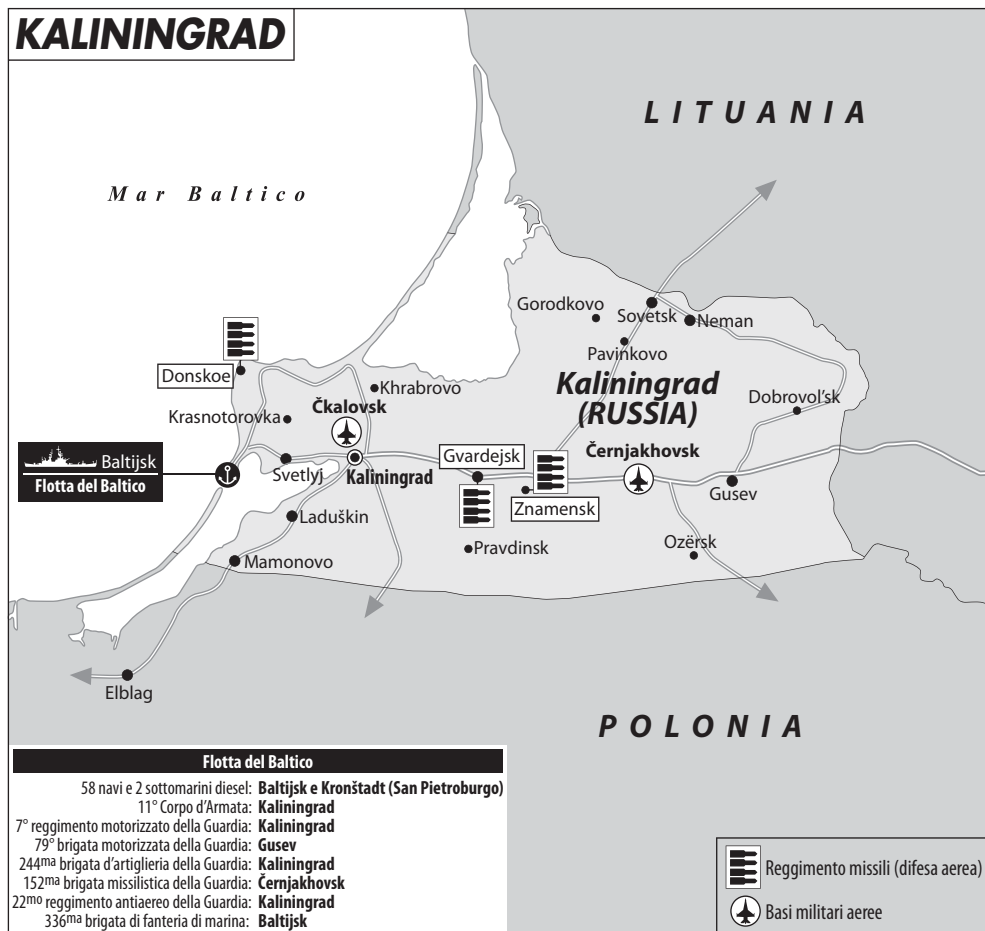 KALININGRAD
LITUANIA
Mar Baltico
Gorodkovo
Sovetsk
Neman
Pavinkovo
Donskoe
Khrabrovo
Kaliningrad
(RUSSIA)
Dobrovol'sk
Krasnotorovka
Čkalovsk
Černjakhovsk
Baltijsk
Flotta del Baltico
Svetlyj
Kaliningrad
Gvardejsk
Znamensk
Gusev
Laduškin
Pravdinsk
Ozërsk
Mamonovo
Elblag
POLONIA
Flotta del Baltico
58 navi e 2 sottomarini diesel: Baltijsk e Kronštadt (San Pietroburgo)
11° Corpo d'Armata: Kaliningrad
7° reggimento motorizzato della Guardia: Kaliningrad
79° brigata motorizzata della Guardia: Gusev
244ma brigata d'artiglieria della Guardia: Kaliningrad
152ma brigata missilistica della Guardia: Černjakhovsk
22mo reggimento antiaereo della Guardia: Kaliningrad
336ma brigata di fanteria di marina: Baltijsk
Reggimento missili (difesa aerea)
Basi militari aeree